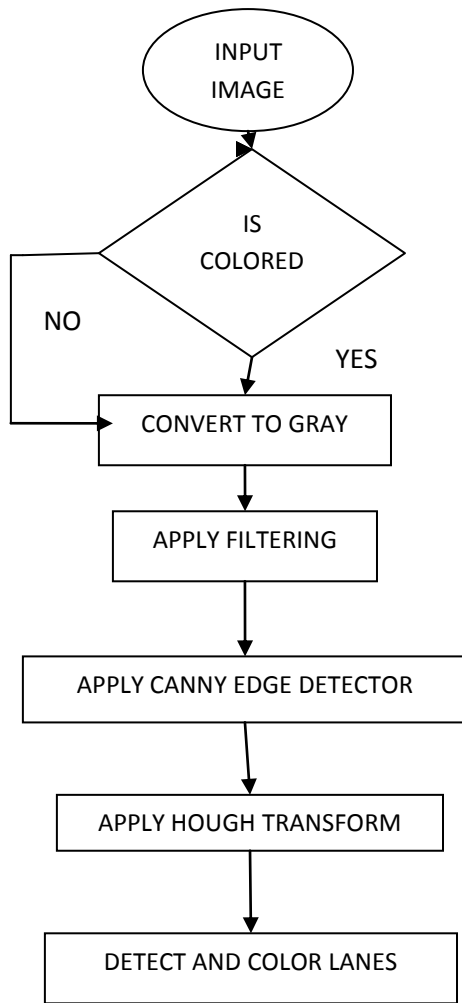 INPUT
IMAGE
IS
COLORED
NO
YES
CONVERT TO GRAY
APPLY FILTERING
APPLY CANNY EDGE DETECTOR
APPLY HOUGH TRANSFORM
DETECT AND COLOR LANES